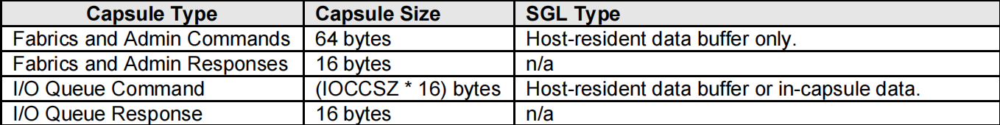 Capsule Type Capsule Size SGL Type
Fabrics and Admin Commands 64 bytes Host-resident data buffer only.
Fabrics and Admin Responses 16 bytes n/a
I/O Queue Command (IOCCSZ * 16) bytes Host-resident data buffer or in-capsule data.
I/O Queue Response 16 bytes n/a